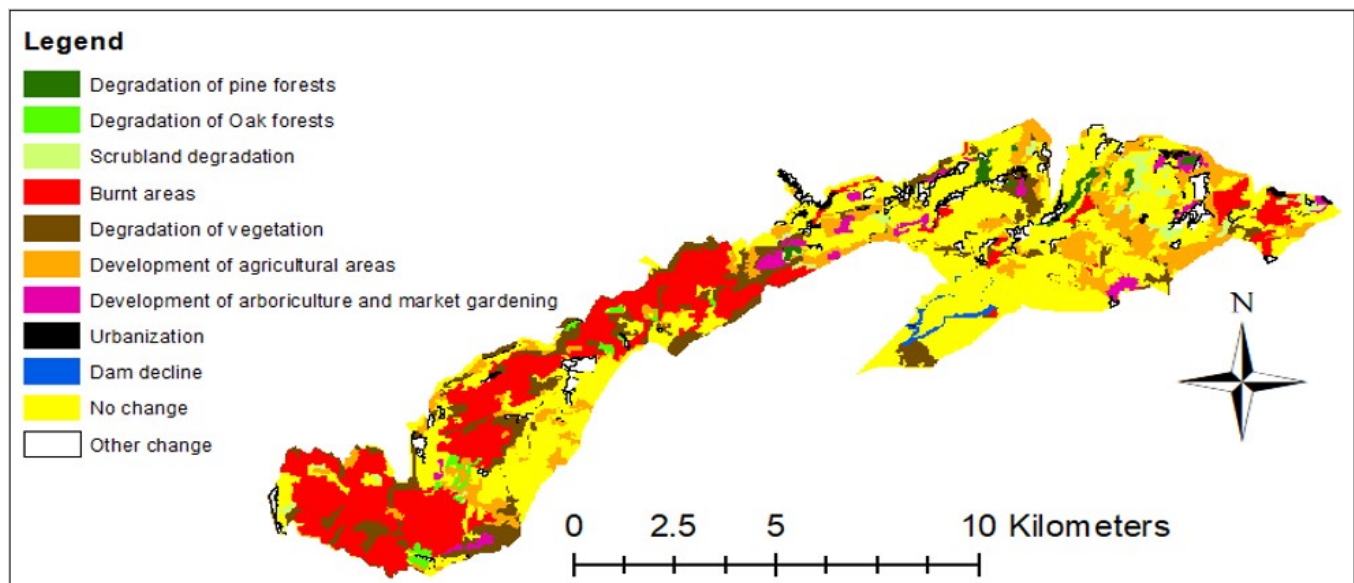 Legend
Degradation of pine forests
Degradation of Oak forests
Scrubland degradation
Burnt areas
Degradation of vegetation
Development of agricultural areas
Development of arboriculture and market gardening
Urbanization
Dam decline
No change
Other change
N
0 2.5 5 10 Kilometers